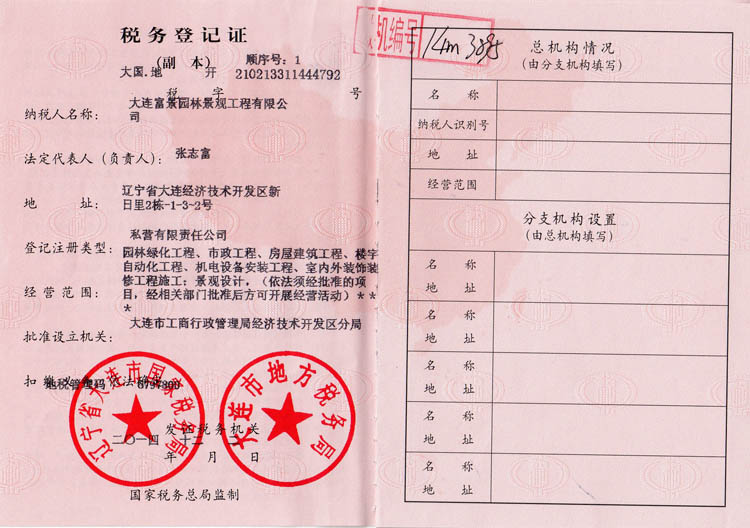 税务登记证
(副 本)
顺序号: 1
大国.地 开 210213311444792
税 字 号
纳税人名称:
大连富景园林景观工程有限公
司
法定代表人(负责人):
张志富
地 址:
辽宁省大连经济技术开发区新
日里2栋-1-3-2号
登记注册类型:
私营有限责任公司
经营范围:
园林绿化工程、市政工程、房屋建筑工程、楼宇
自动化工程、机电设备安装工程、室内外装饰装
修工程施工;景观设计,(依法须经批准的项
目,经相关部门批准后方可开展经营活动)**
*
批准设立机关:
大连市工商行政管理局经济技术开发区分局
地税管理码
辽宁省大连市国家税务局
大连市地方税务局
发证税务机关
二〇一四 十二
年 月 日
国家税务总局监制
机编号
总机构情况
(由分支机构填写)
名 称
纳税人识别号
地 址
经营范围
分支机构设置
(由总机构填写)
名 称
地 址
名 称
地 址
名 称
地 址
名 称
地 址
名 称
地 址